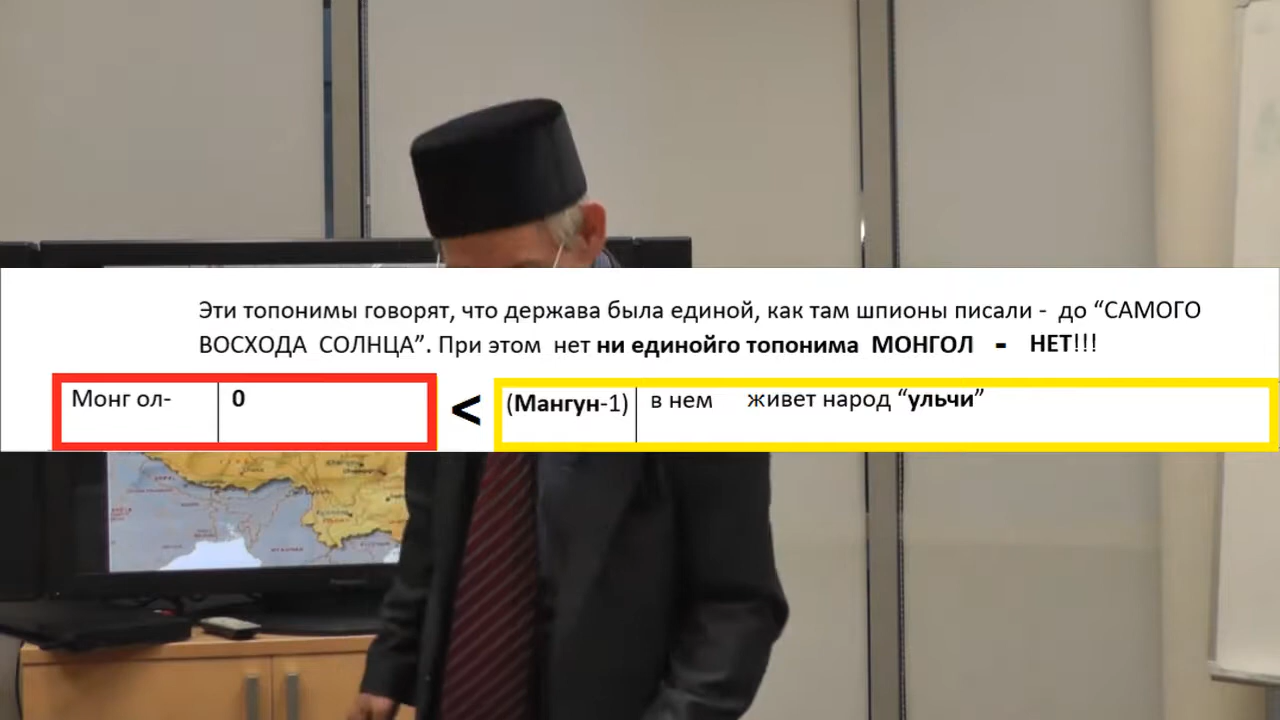 Эти топонимы говорят, что держава была единой, как там шпионы писали - до “САМОГО
ВОСХОДА СОЛНЦА”. При этом нет ни единойго топонима МОНГОЛ - НЕТ!!!
Монг ол- 0 < (Мангун-1) в нем живет народ “ульчи”